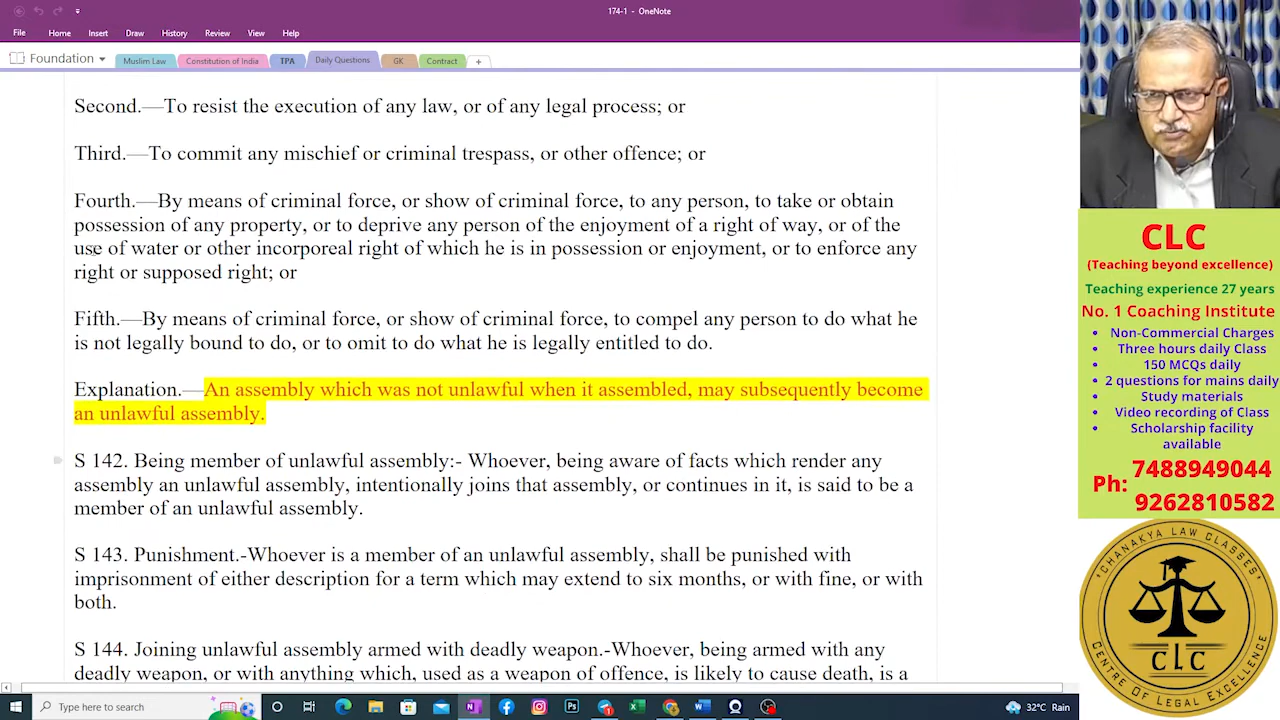 174-1 - OneNote
File Home Insert Draw History Review View Help
Foundation Muslim Law Constitution of India TPA Daily Questions GK Contract +
Second.—To resist the execution of any law, or of any legal process; or
Third.—To commit any mischief or criminal trespass, or other offence; or
Fourth.—By means of criminal force, or show of criminal force, to any person, to take or obtain
possession of any property, or to deprive any person of the enjoyment of a right of way, or of the
use of water or other incorporeal right of which he is in possession or enjoyment, or to enforce any
right or supposed right; or
Fifth.—By means of criminal force, or show of criminal force, to compel any person to do what he
is not legally bound to do, or to omit to do what he is legally entitled to do.
Explanation.—An assembly which was not unlawful when it assembled, may subsequently become
an unlawful assembly.
S 142. Being member of unlawful assembly:- Whoever, being aware of facts which render any
assembly an unlawful assembly, intentionally joins that assembly, or continues in it, is said to be a
member of an unlawful assembly.
S 143. Punishment.-Whoever is a member of an unlawful assembly, shall be punished with
imprisonment of either description for a term which may extend to six months, or with fine, or with
both.
S 144. Joining unlawful assembly armed with deadly weapon.-Whoever, being armed with any
deadly weapon, or with anything which, used as a weapon of offence, is likely to cause death, is a
Type here to search
32°C Rain
CLC
(Teaching beyond excellence)
Teaching experience 27 years
No. 1 Coaching Institute
• Non-Commercial Charges
• Three hours daily Class
• 150 MCQs daily
• 2 questions for mains daily
• Study materials
• Video recording of Class
• Scholarship facility
available
Ph: 7488949044
9262810582
"CHANAKYA LAW CLASSES"
CLC
CENTRE OF LEGAL EXCELLENCE